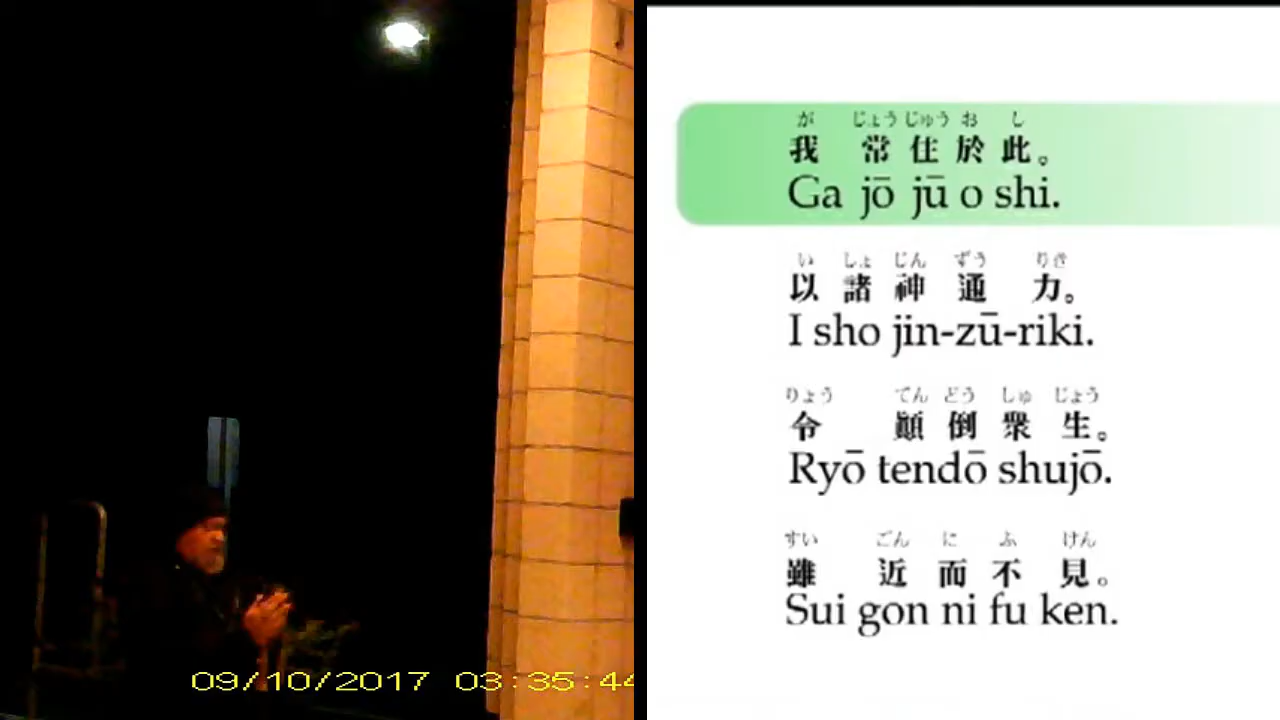 09/10/2017 03:35:44
が じょう じゅう お し
我 常 住 於 此。
Ga jō jū o shi.
い しょ じん ずう りき
以 諸 神 通 力。
I sho jin-zū-riki.
りょう てん どう しゅ じょう
令 顚 倒 衆 生。
Ryō tendō shujō.
すい ごん に ふ けん
雖 近 而 不 見。
Sui gon ni fu ken.